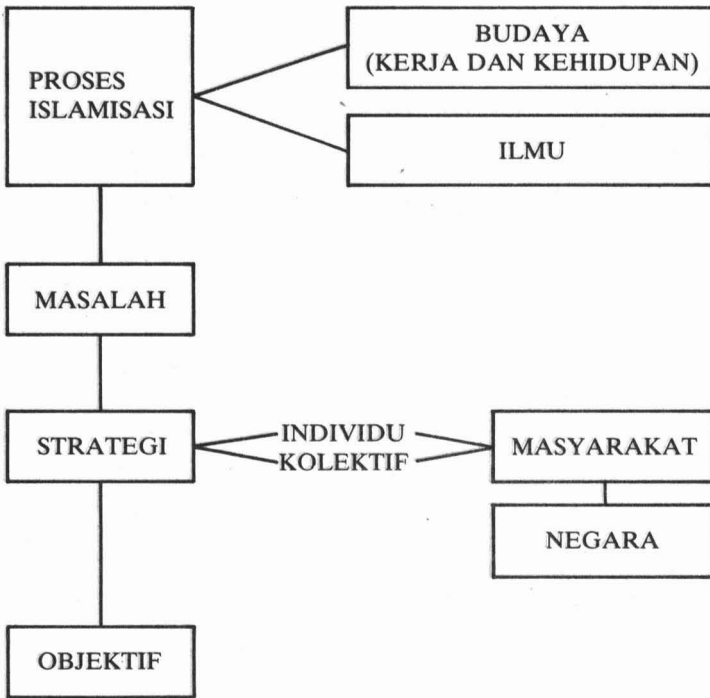 BUDAYA
(KERJA DAN KEHIDUPAN)
PROSES
ISLAMISASI
ILMU
MASALAH
STRATEGI
INDIVIDU
KOLEKTIF
MASYARAKAT
NEGARA
OBJEKTIF